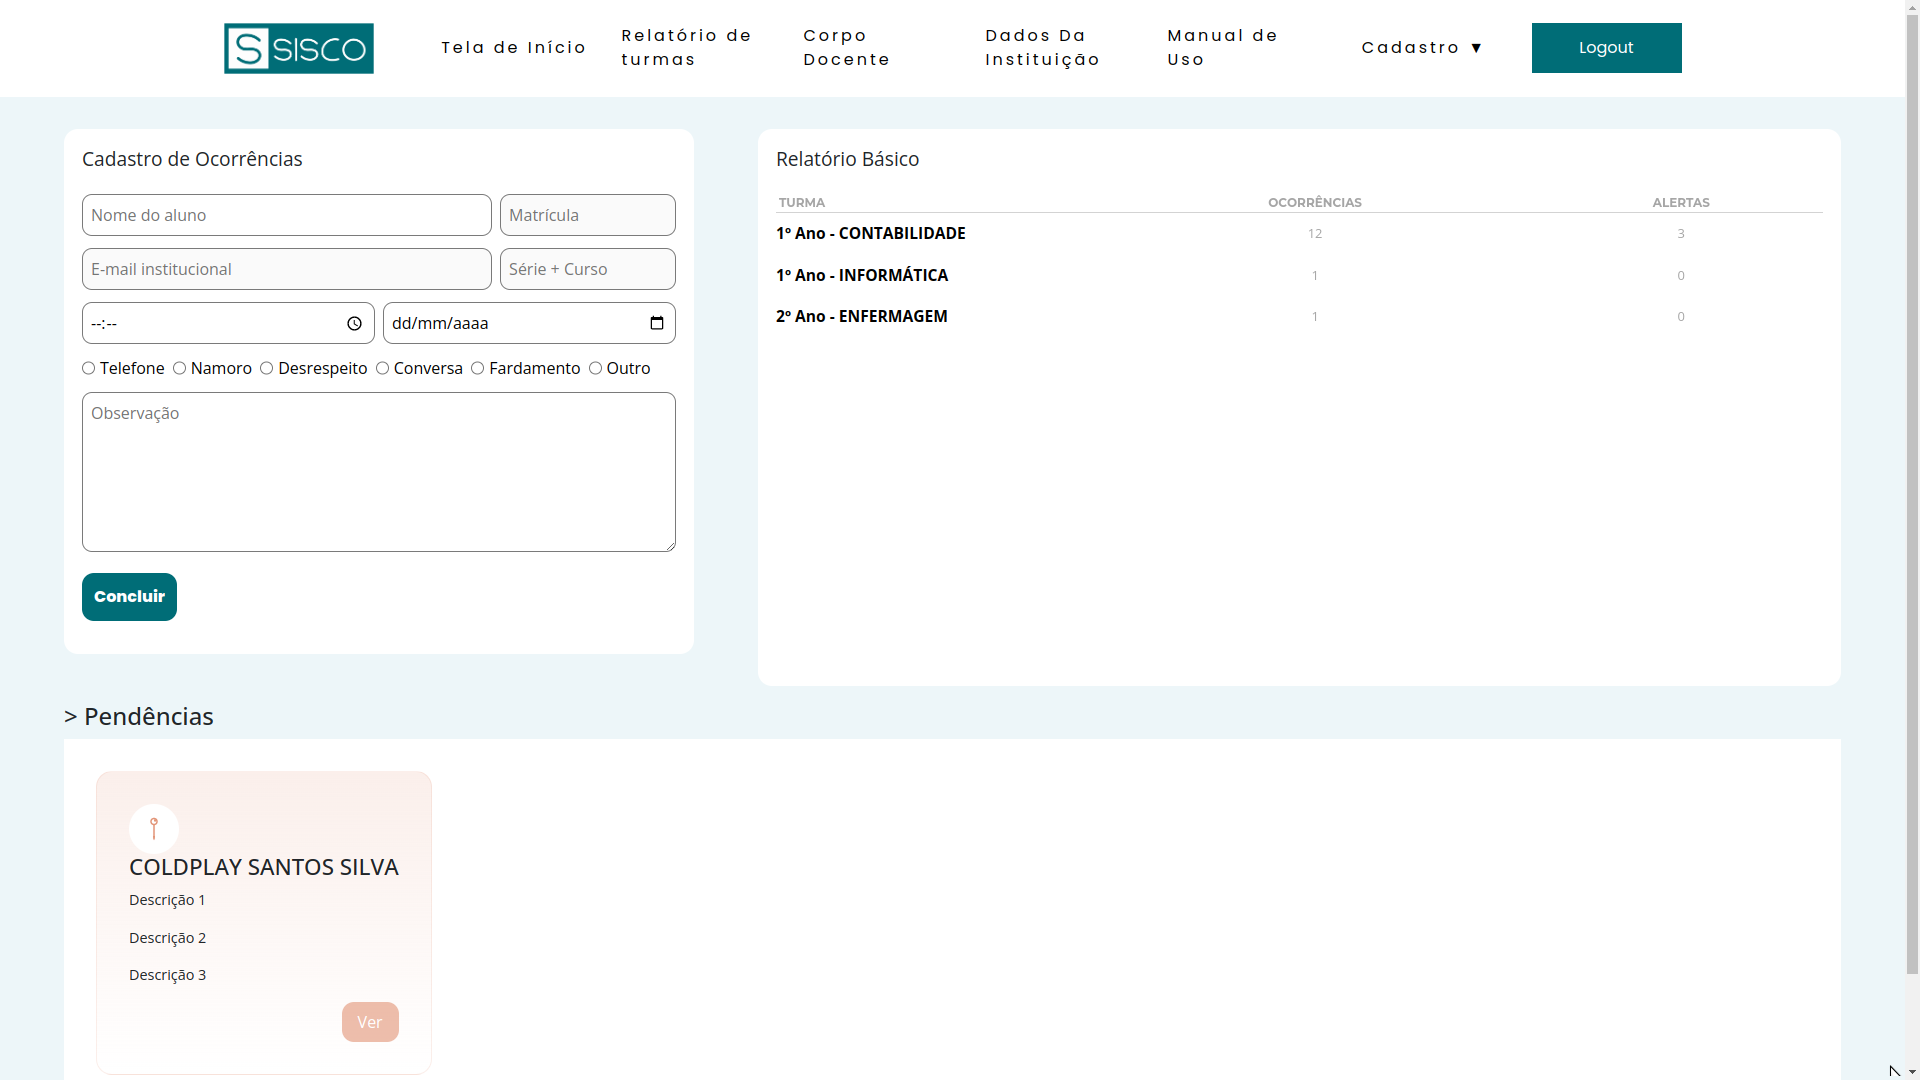 S SISCO
Tela de Início
Relatório de
turmas
Corpo
Docente
Dados Da
Instituição
Manual de
Uso
Cadastro ▼
Logout
Cadastro de Ocorrências
Nome do aluno
Matrícula
E-mail institucional
Série + Curso
--:--
dd/mm/aaaa
Telefone Namoro Desrespeito Conversa Fardamento Outro
Observação
Concluir
Relatório Básico
TURMA OCORRÊNCIAS ALERTAS
1º Ano - CONTABILIDADE 12 3
1º Ano - INFORMÁTICA 1 0
2º Ano - ENFERMAGEM 1 0
> Pendências
COLDPLAY SANTOS SILVA
Descrição 1
Descrição 2
Descrição 3
Ver